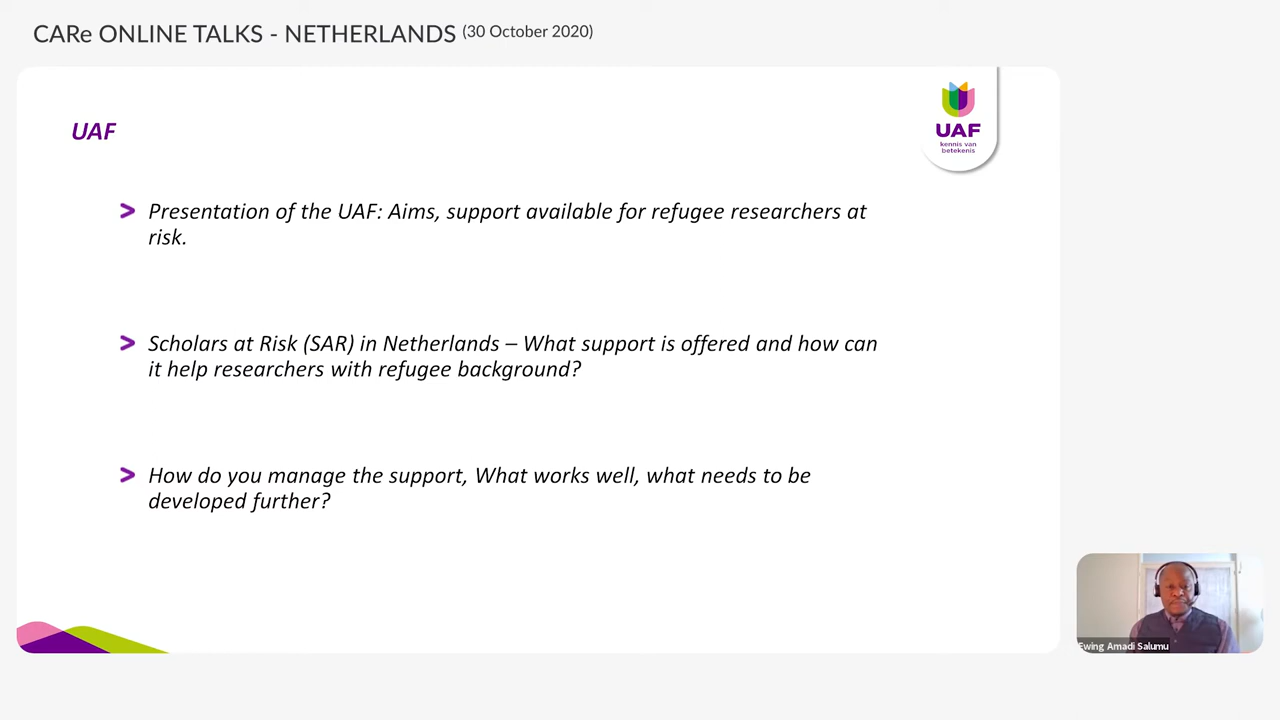 CARe ONLINE TALKS - NETHERLANDS (30 October 2020)
UAF
UAF
kennis van
betekenis
> Presentation of the UAF: Aims, support available for refugee researchers at
risk.
> Scholars at Risk (SAR) in Netherlands – What support is offered and how can
it help researchers with refugee background?
> How do you manage the support, What works well, what needs to be
developed further?
Ewing Amadi Salumu